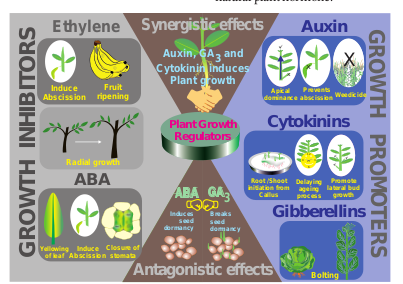 natural plant hormone.
GROWTH INHIBITORS
Ethylene
Induce
Abscission
Fruit
ripening
Radial growth
ABA
Yellowing
of leaf
Induce
Abscission
Closure of
stomata
Synergistic effects
Auxin, GA3 and
Cytokinin induces
Plant growth
Plant Growth
Regulators
ABA GA3
Induces
seed
dormancy
Breaks
seed
dormancy
Antagonistic effects
Auxin
Apical
dominance
Prevents
abscission
Weedicide
Cytokinins
Root /Shoot
initiation from
Callus
Delaying
ageing
process
Promote
lateral bud
growth
Gibberellins
Bolting
GROWTH PROMOTERS